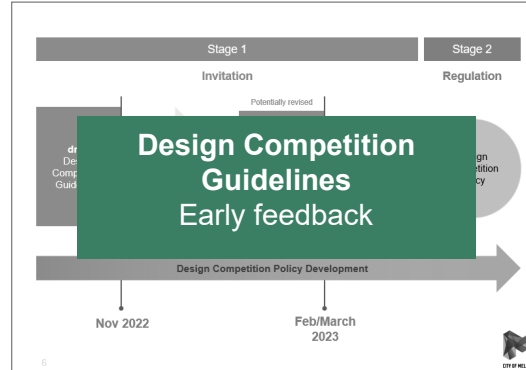 Stage 1
Stage 2
Invitation
Regulation
Potentially revised
Design Competition
Guidelines
Early feedback
Design Competition Policy Development
Nov 2022
Feb/March
2023
5